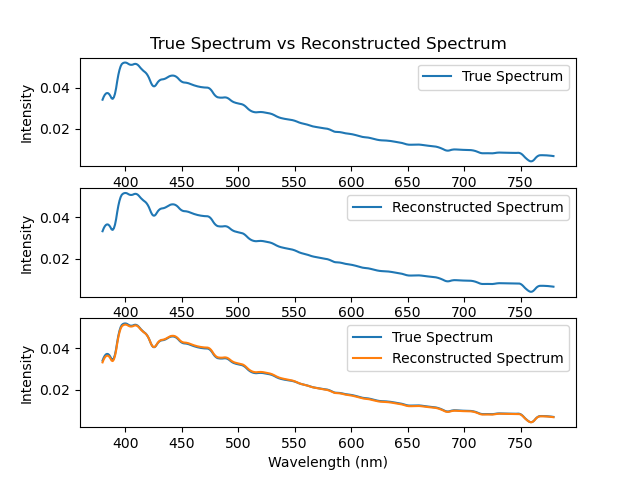 True Spectrum vs Reconstructed Spectrum
True Spectrum
0.04
0.02
Intensity
400 450 500 550 600 650 700 750
Reconstructed Spectrum
0.04
0.02
Intensity
400 450 500 550 600 650 700 750
True Spectrum
Reconstructed Spectrum
0.04
0.02
Intensity
400 450 500 550 600 650 700 750
Wavelength (nm)